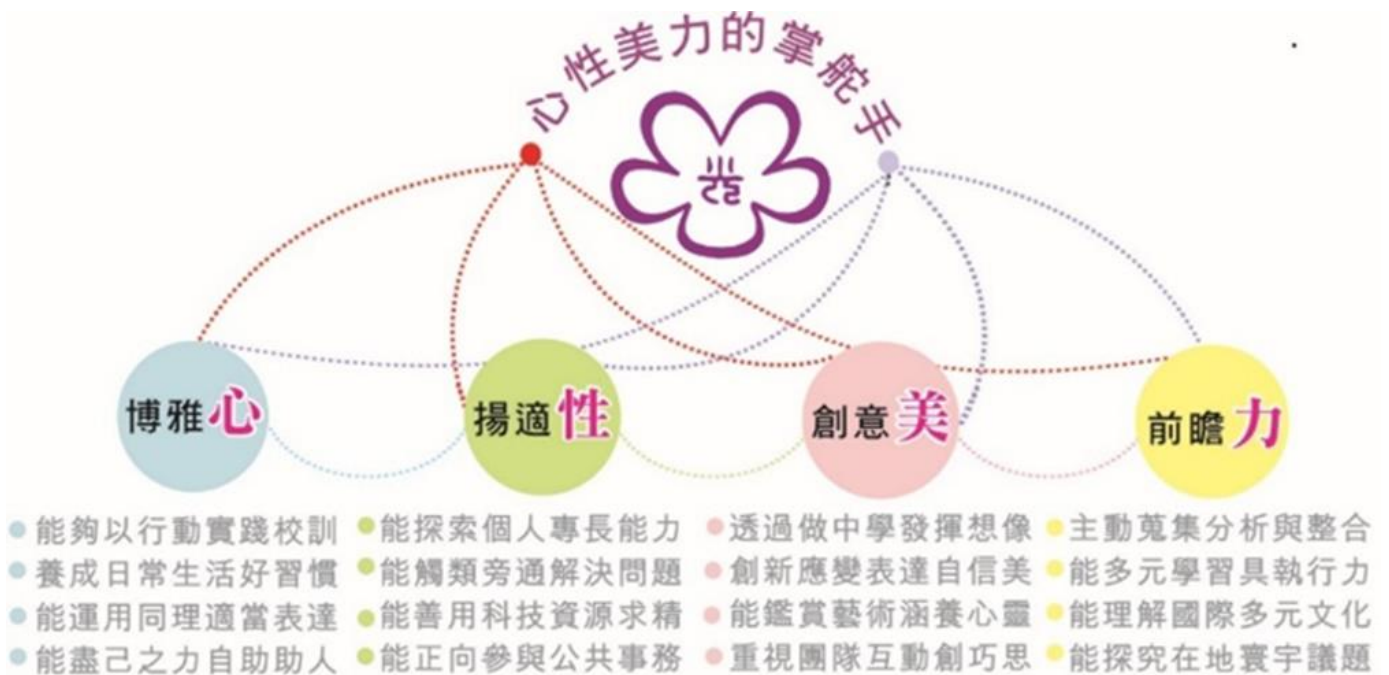 心性美力的掌舵手
博雅心
揚適性
創意美
前瞻力
能夠以行動實踐校訓
養成日常生活好習慣
能運用同理適當表達
能盡己之力自助助人
能探索個人專長能力
能觸類旁通解決問題
能善用科技資源求精
能正向參與公共事務
透過做中學發揮想像
創新應變表達自信美
能鑑賞藝術涵養心靈
重視團隊互動創巧思
主動蒐集分析與整合
能多元學習具執行力
能理解國際多元文化
能探究在地寰宇議題